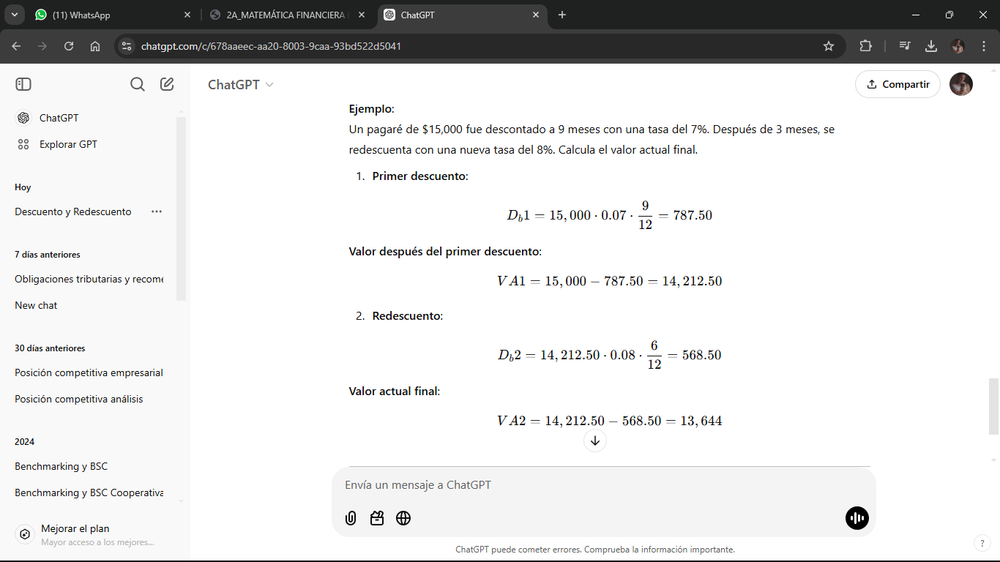 (11) WhatsApp
2A_MATEMÁTICA FINANCIERA
ChatGPT
chatgpt.com/c/678aaeec-aa20-8003-9caa-93bd522d5041
ChatGPT
Compartir
ChatGPT
Explorar GPT
Hoy
Descuento y Redescuento
7 días anteriores
Obligaciones tributarias y recome
New chat
30 días anteriores
Posición competitiva empresarial
Posición competitiva análisis
2024
Benchmarking y BSC
Benchmarking y BSC Cooperativa
Mejorar el plan
Mayor acceso a los mejores...
Ejemplo:
Un pagaré de $15,000 fue descontado a 9 meses con una tasa del 7%. Después de 3 meses, se
redescuenta con una nueva tasa del 8%. Calcula el valor actual final.
1. Primer descuento:
D_b1 = 15,000 · 0.07 · 9/12 = 787.50
Valor después del primer descuento:
VA1 = 15,000 − 787.50 = 14,212.50
2. Redescuento:
D_b2 = 14,212.50 · 0.08 · 6/12 = 568.50
Valor actual final:
VA2 = 14,212.50 − 568.50 = 13,644
Envía un mensaje a ChatGPT
ChatGPT puede cometer errores. Comprueba la información importante.
?